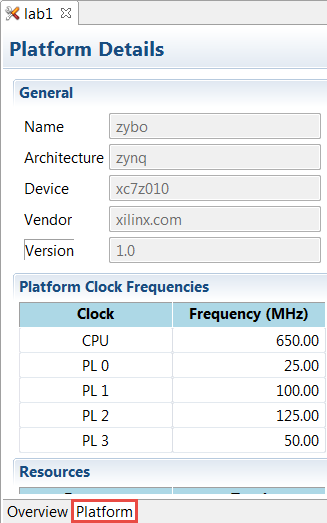 lab1
Platform Details
General
Name zybo
Architecture zynq
Device xc7z010
Vendor xilinx.com
Version 1.0
Platform Clock Frequencies
Clock Frequency (MHz)
CPU 650.00
PL 0 25.00
PL 1 100.00
PL 2 125.00
PL 3 50.00
Resources
Overview Platform